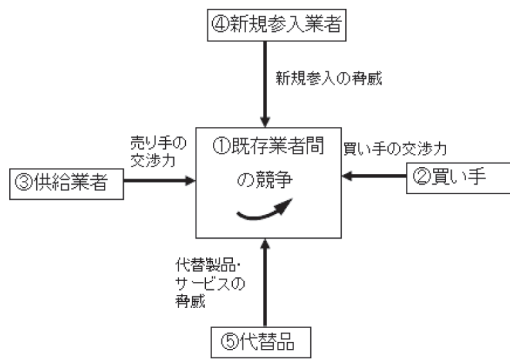 ④新規参入業者
新規参入の脅威
売り手の
交渉力
①既存業者間
の競争
買い手の交渉力
③供給業者
②買い手
代替製品・
サービスの
脅威
⑤代替品